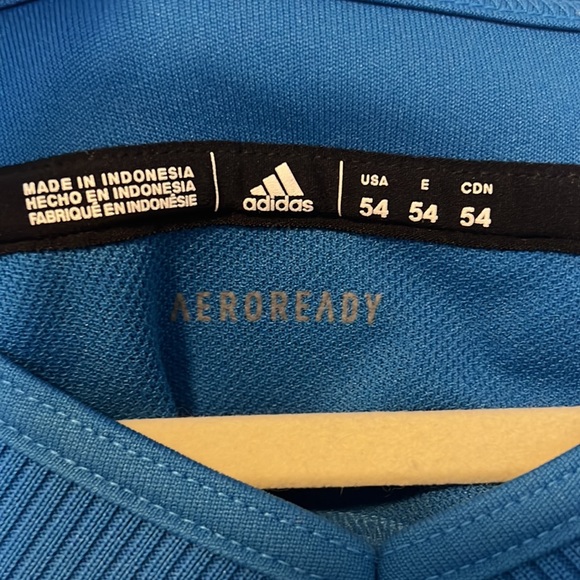 MADE IN INDONESIA
HECHO EN INDONESIA
FABRIQUÉ EN INDONÉSIE
adidas
USA E CDN
54 54 54
AEROREADY